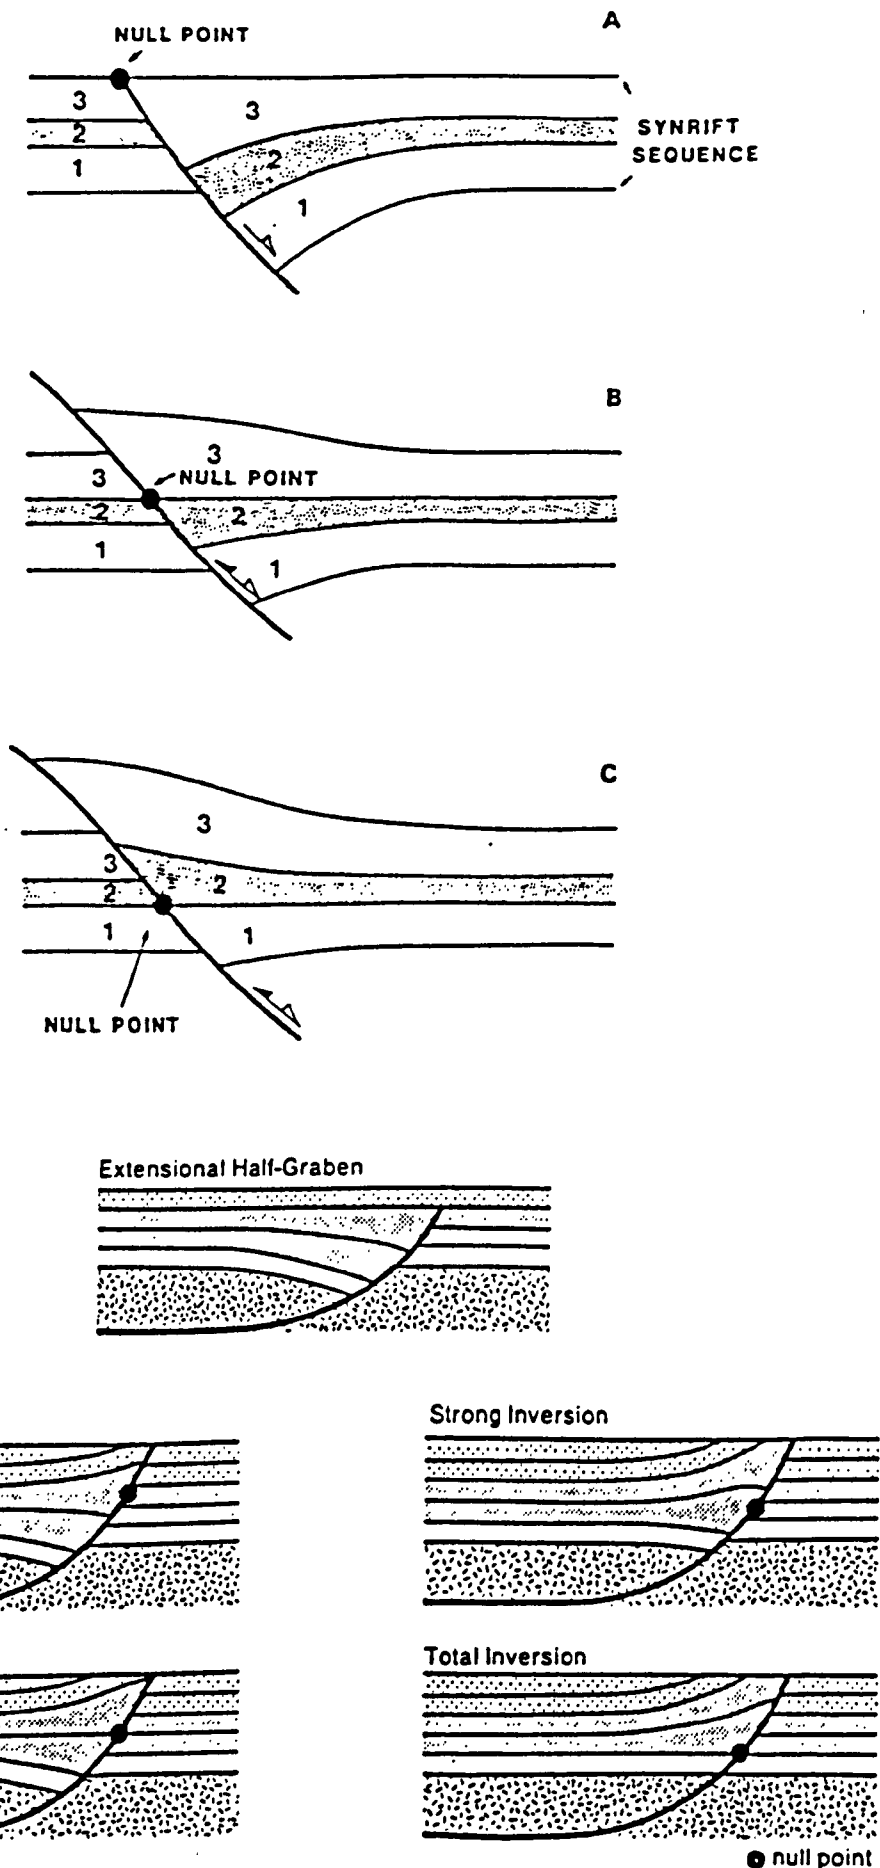 A
NULL POINT
3
3
2
2
1
1
SYNRIFT
SEQUENCE
B
3
3
NULL POINT
2
2
1
1
C
3
3
2
2
1
1
NULL POINT
Extensional Half-Graben
Strong Inversion
Total Inversion
null point